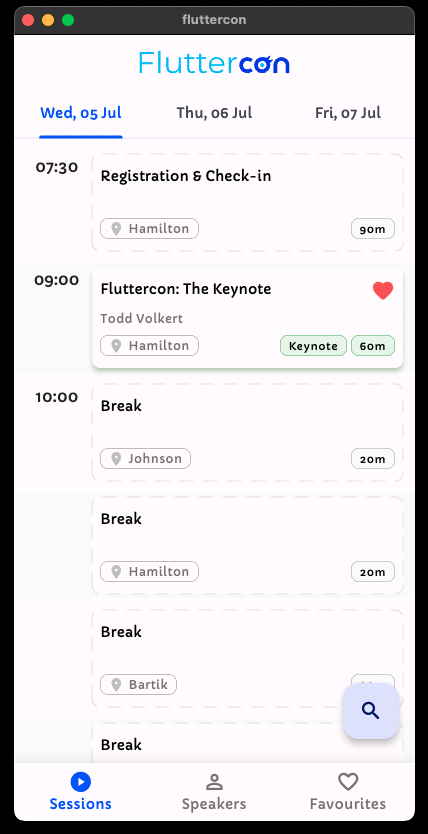 fluttercon
Fluttercon
Wed, 05 Jul
Thu, 06 Jul
Fri, 07 Jul
07:30
Registration & Check-in
Hamilton
90m
09:00
Fluttercon: The Keynote
Todd Volkert
Hamilton
Keynote
60m
10:00
Break
Johnson
20m
Break
Hamilton
20m
Break
Bartik
Break
Sessions
Speakers
Favourites